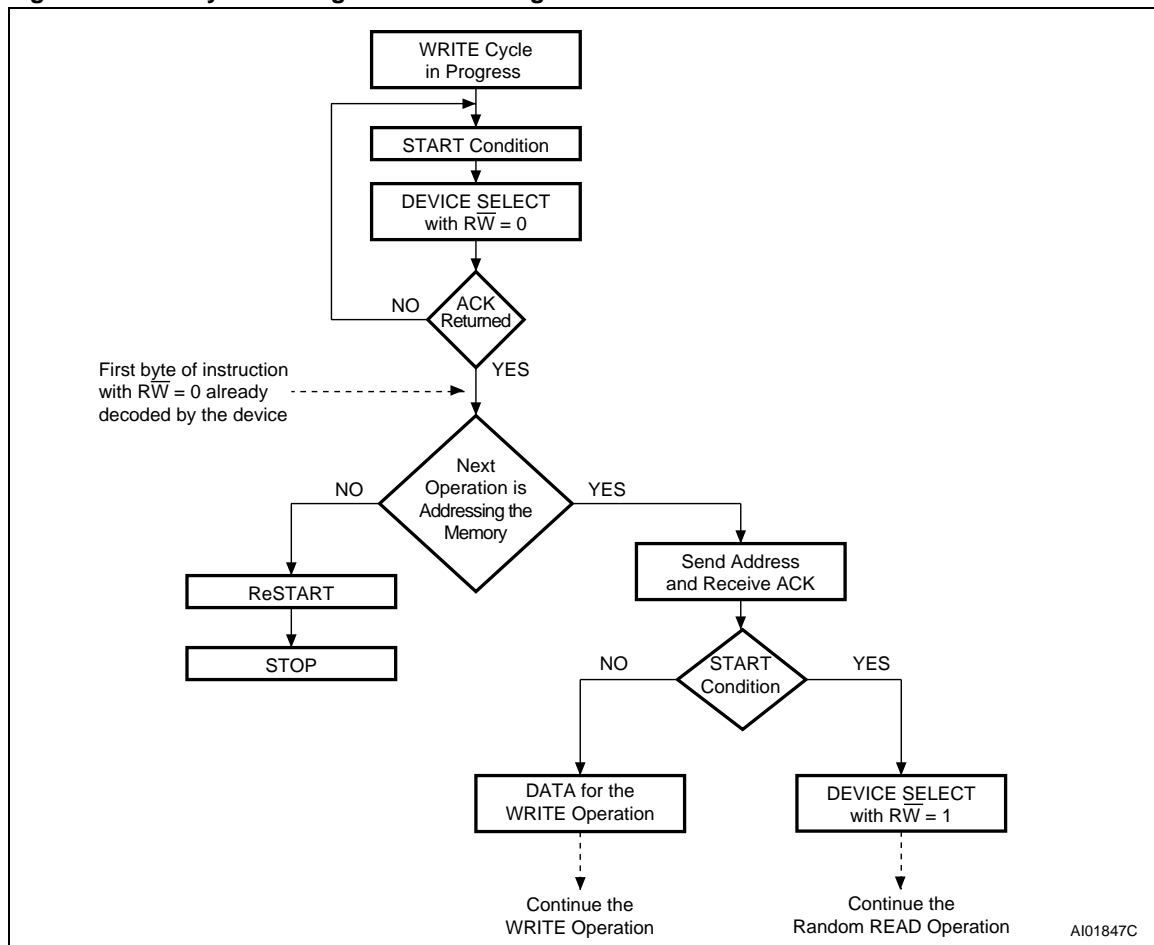 WRITE Cycle
in Progress
START Condition
DEVICE SELECT
with RW̅ = 0
NO
ACK
Returned
YES
First byte of instruction
with RW̅ = 0 already
decoded by the device
NO
Next
Operation is
Addressing the
Memory
YES
Send Address
and Receive ACK
ReSTART
STOP
NO
START
Condition
YES
DATA for the
WRITE Operation
DEVICE SELECT
with RW̅ = 1
Continue the
WRITE Operation
Continue the
Random READ Operation
AI01847C